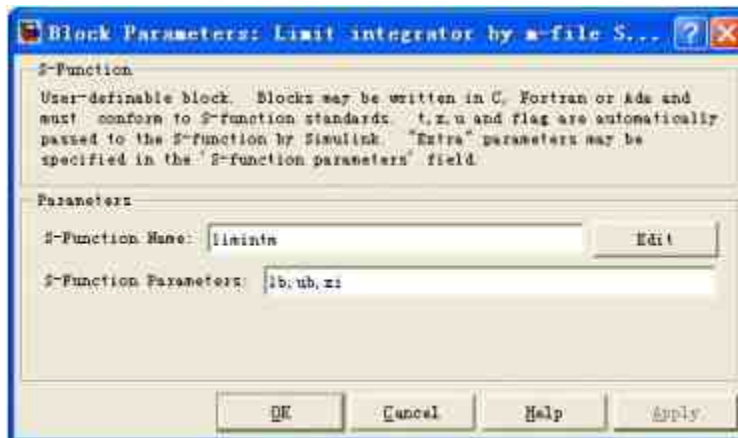 Block Parameters: Limit integrator by m-file S...
S-Function
User-definable block. Blocks may be written in C, Fortran or Ada and
must conform to S-function standards. t,x,u and flag are automatically
passed to the S-function by Simulink. "Extra" parameters may be
specified in the 'S-function parameters' field.
Parameters
S-Function Name: limintm Edit
S-Function Parameters: lb,ub,xi
OK Cancel Help Apply